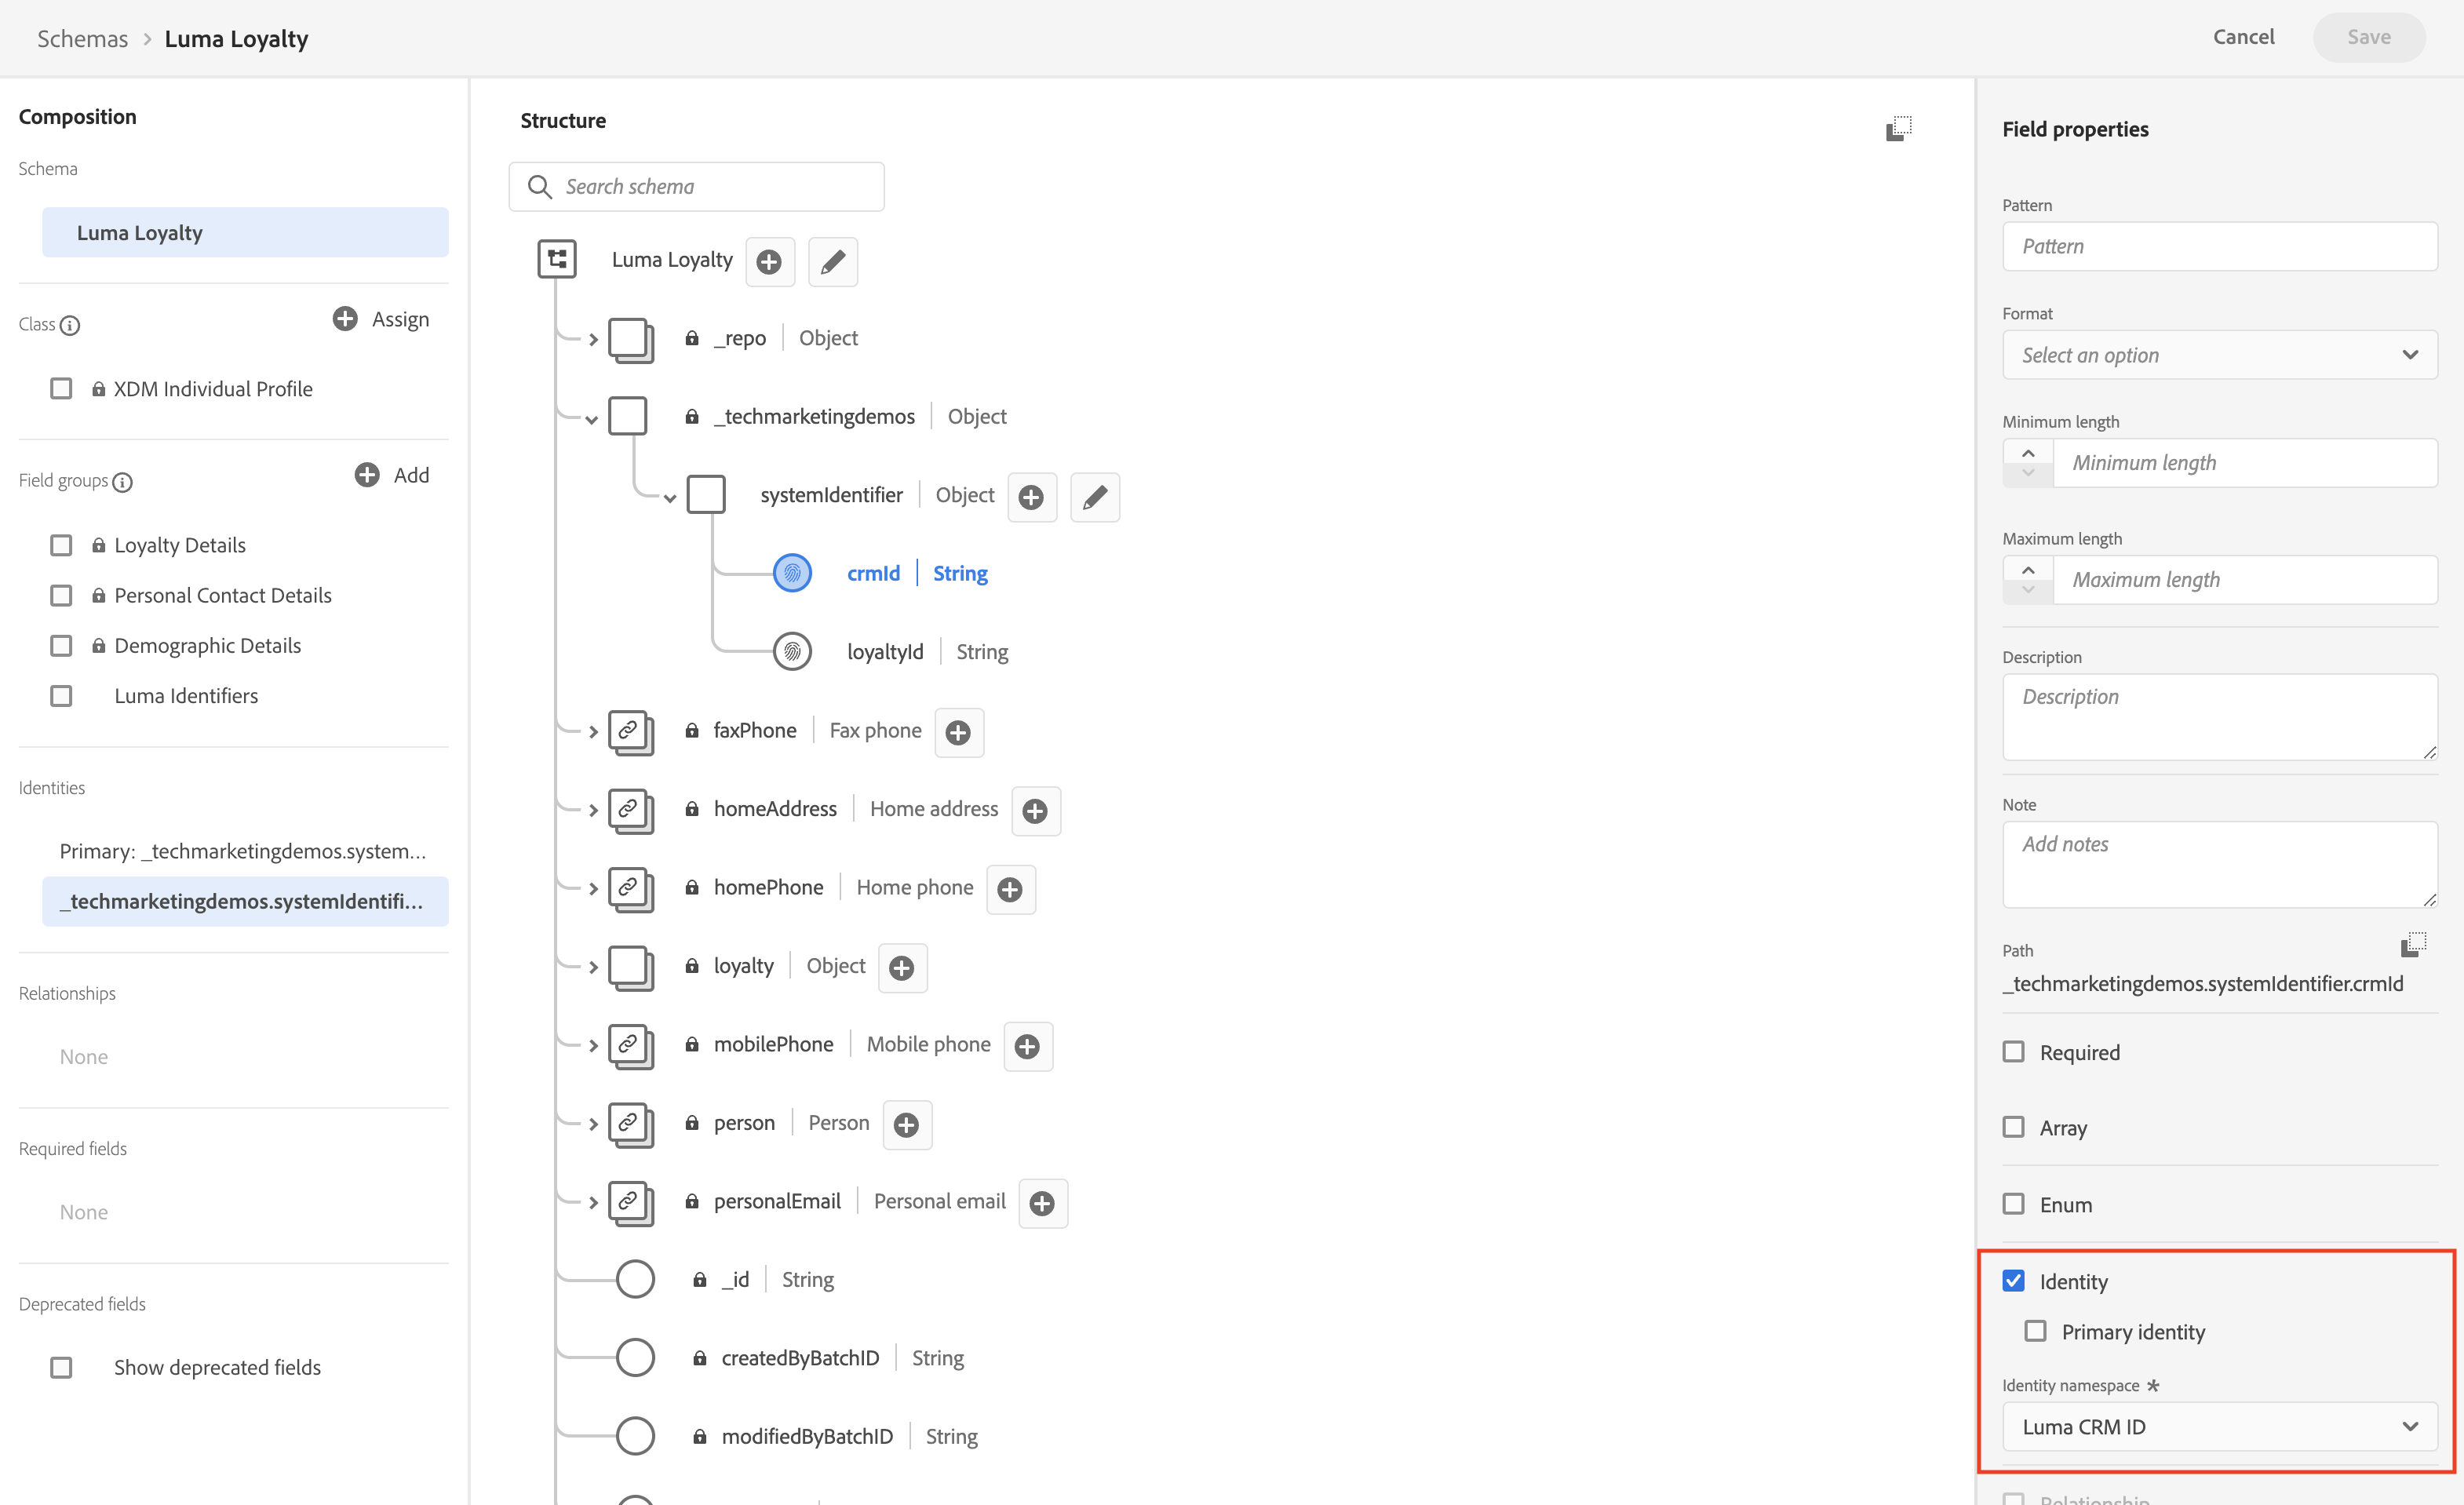 Schemas > Luma Loyalty
Cancel
Save
Composition
Schema
Luma Loyalty
Class
Assign
XDM Individual Profile
Field groups
Add
Loyalty Details
Personal Contact Details
Demographic Details
Luma Identifiers
Identities
Primary: _techmarketingdemos.system...
_techmarketingdemos.systemIdentifi...
Relationships
None
Required fields
None
Deprecated fields
Show deprecated fields
Structure
Search schema
Luma Loyalty
_repo | Object
_techmarketingdemos | Object
systemIdentifier | Object
crmId | String
loyaltyId | String
faxPhone | Fax phone
homeAddress | Home address
homePhone | Home phone
loyalty | Object
mobilePhone | Mobile phone
person | Person
personalEmail | Personal email
_id | String
createdByBatchID | String
modifiedByBatchID | String
Field properties
Pattern
Pattern
Format
Select an option
Minimum length
Minimum length
Maximum length
Maximum length
Description
Description
Note
Add notes
Path
_techmarketingdemos.systemIdentifier.crmId
Required
Array
Enum
Identity
Primary identity
Identity namespace *
Luma CRM ID
Relationship